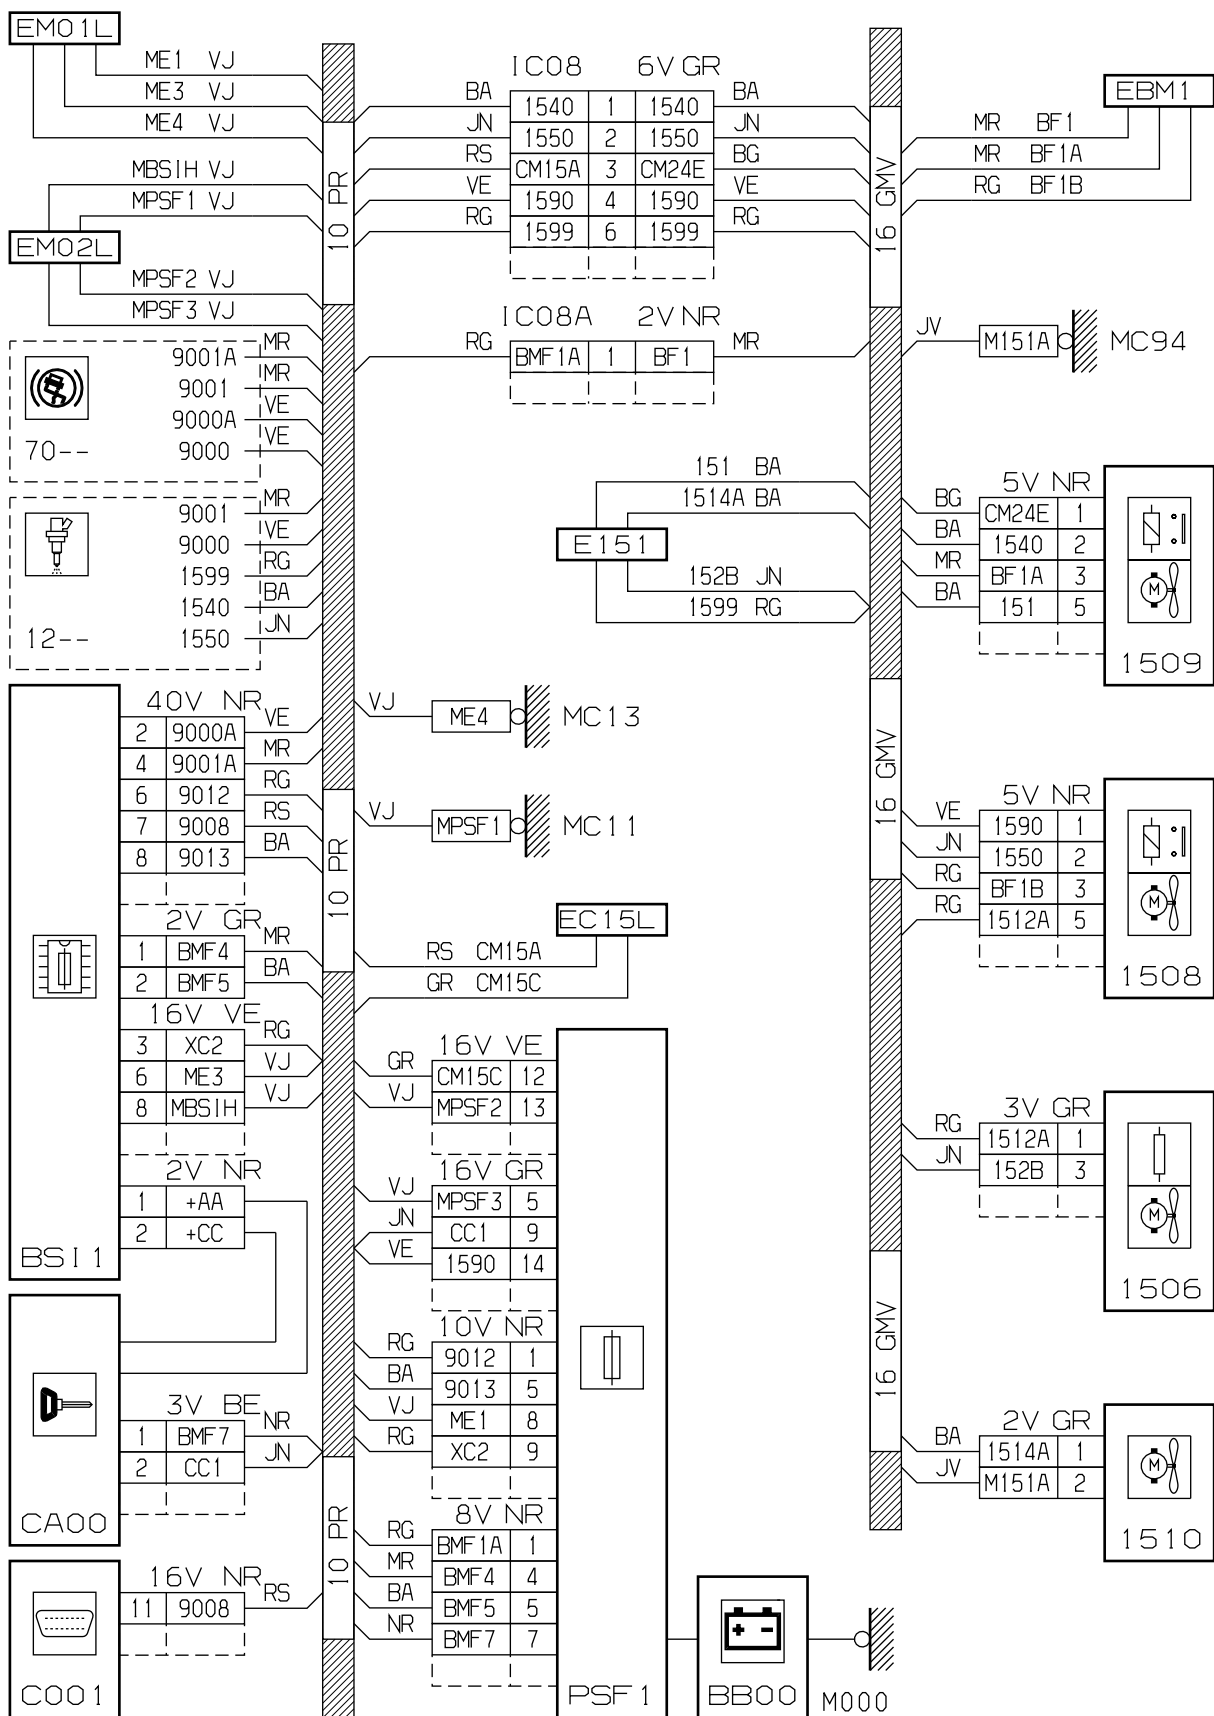 EM01L
ME1 VJ
ME3 VJ
ME4 VJ
MBSIH VJ
MPSF1 VJ
EM02L
MPSF2 VJ
MPSF3 VJ
9001A MR
9001 MR
9000A VE
9000 VE
70--
9001 MR
9000 VE
1599 RG
1540 BA
1550 JN
12--
40V NR
2 9000A VE
4 9001A MR
6 9012 RG
7 9008 RS
8 9013 BA
2V GR
1 BMF4 MR
2 BMF5 BA
16V VE
3 XC2 RG
6 ME3 VJ
8 MBSIH VJ
2V NR
1 +AA
2 +CC
BSI1
3V BE
1 BMF7 NR
2 CC1 JN
CA00
16V NR
11 9008 RS
C001
10 PR
10 PR
10 PR
IC08 6V GR
BA 1540 1 1540 BA
JN 1550 2 1550 JN
RS CM15A 3 CM24E BG
VE 1590 4 1590 VE
RG 1599 6 1599 RG
IC08A 2V NR
RG BMF1A 1 BF1 MR
151 BA
1514A BA
E151
152B JN
1599 RG
VJ ME4 MC13
VJ MPSF1 MC11
EC15L
RS CM15A
GR CM15C
16V VE
GR CM15C 12
VJ MPSF2 13
16V GR
VJ MPSF3 5
JN CC1 9
VE 1590 14
10V NR
RG 9012 1
BA 9013 5
VJ ME1 8
RG XC2 9
8V NR
RG BMF1A 1
MR BMF4 4
BA BMF5 5
NR BMF7 7
PSF1
+ -
BB00
M000
16 GMV
16 GMV
16 GMV
EBM1
MR BF1
MR BF1A
RG BF1B
JV M151A MC94
5V NR
BG CM24E 1
BA 1540 2
MR BF1A 3
BA 151 5
M
1509
5V NR
VE 1590 1
JN 1550 2
RG BF1B 3
RG 1512A 5
M
1508
3V GR
RG 1512A 1
JN 152B 3
M
1506
2V GR
BA 1514A 1
JV M151A 2
M
1510